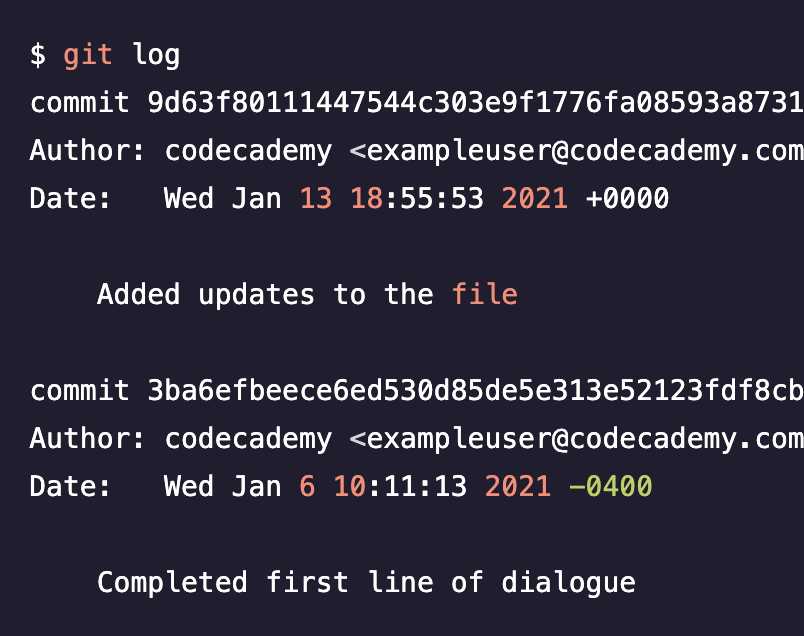 $ git log
commit 9d63f80111447544c303e9f1776fa08593a8731
Author: codecademy <exampleuser@codecademy.com
Date:   Wed Jan 13 18:55:53 2021 +0000
    Added updates to the file
commit 3ba6efbeece6ed530d85de5e313e52123fdf8cb
Author: codecademy <exampleuser@codecademy.com
Date:   Wed Jan 6 10:11:13 2021 -0400
    Completed first line of dialogue